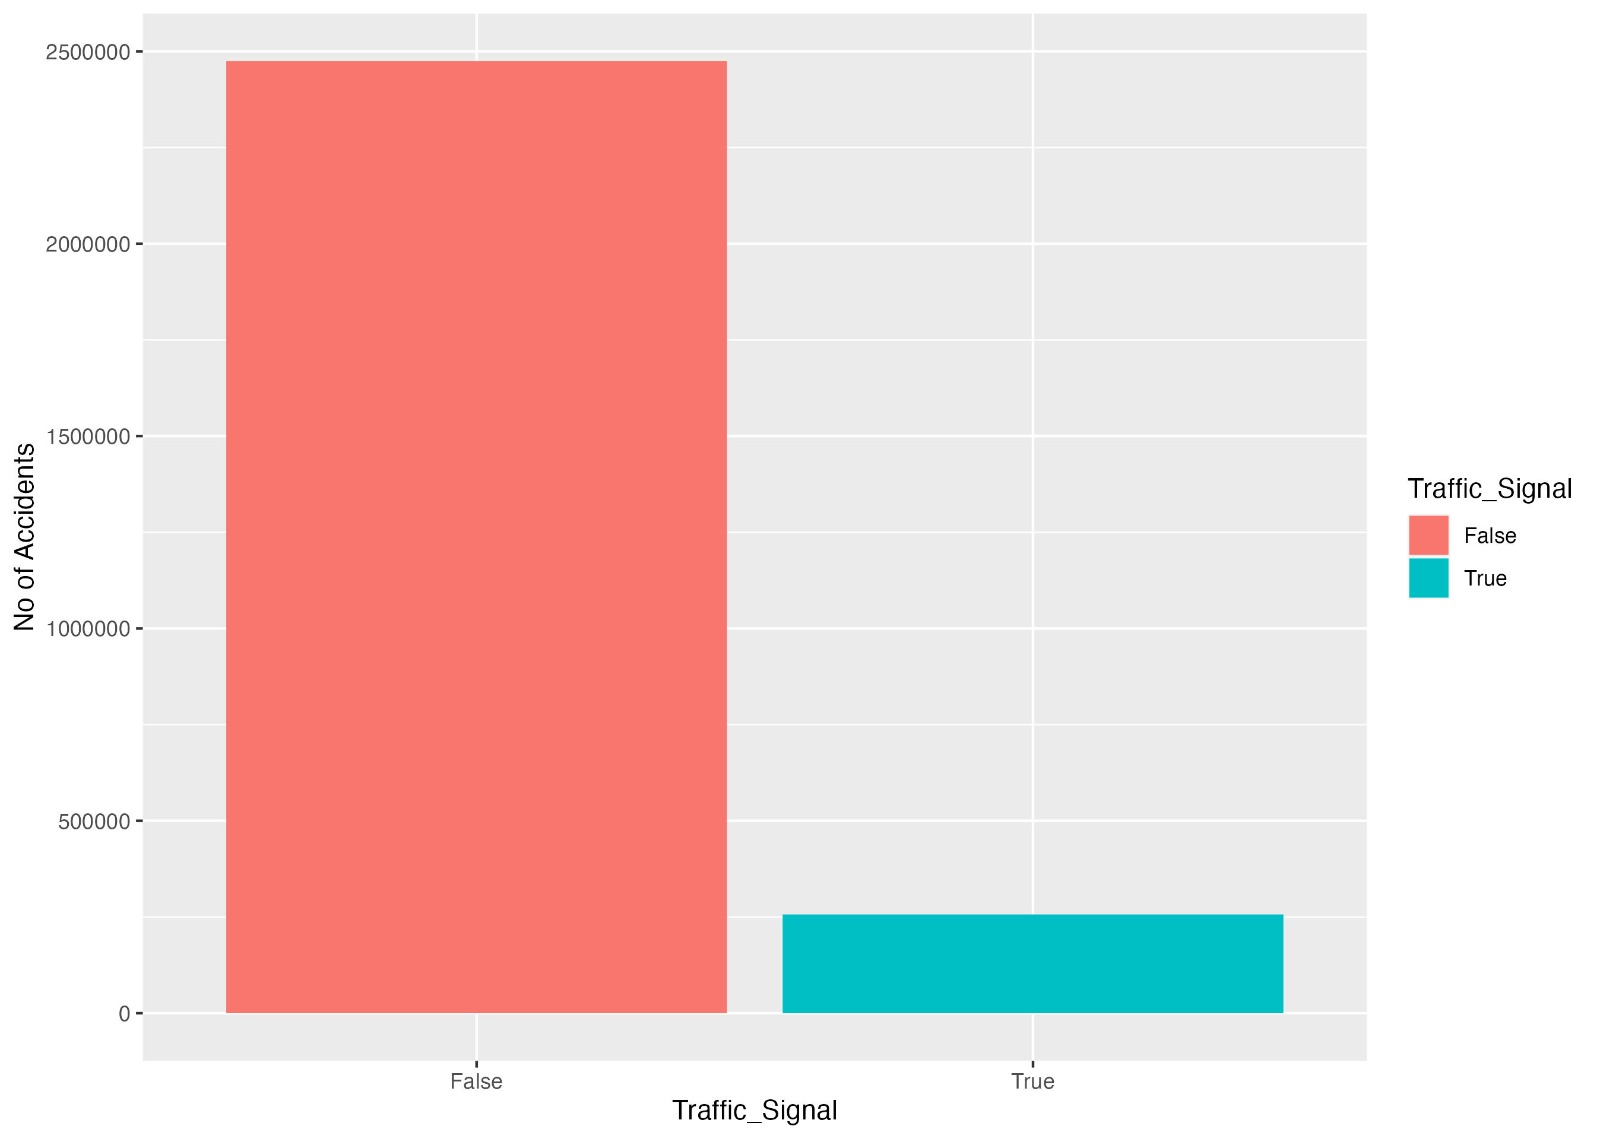 2500000
2000000
1500000
1000000
500000
0
No of Accidents
False
True
Traffic_Signal
Traffic_Signal
False
True